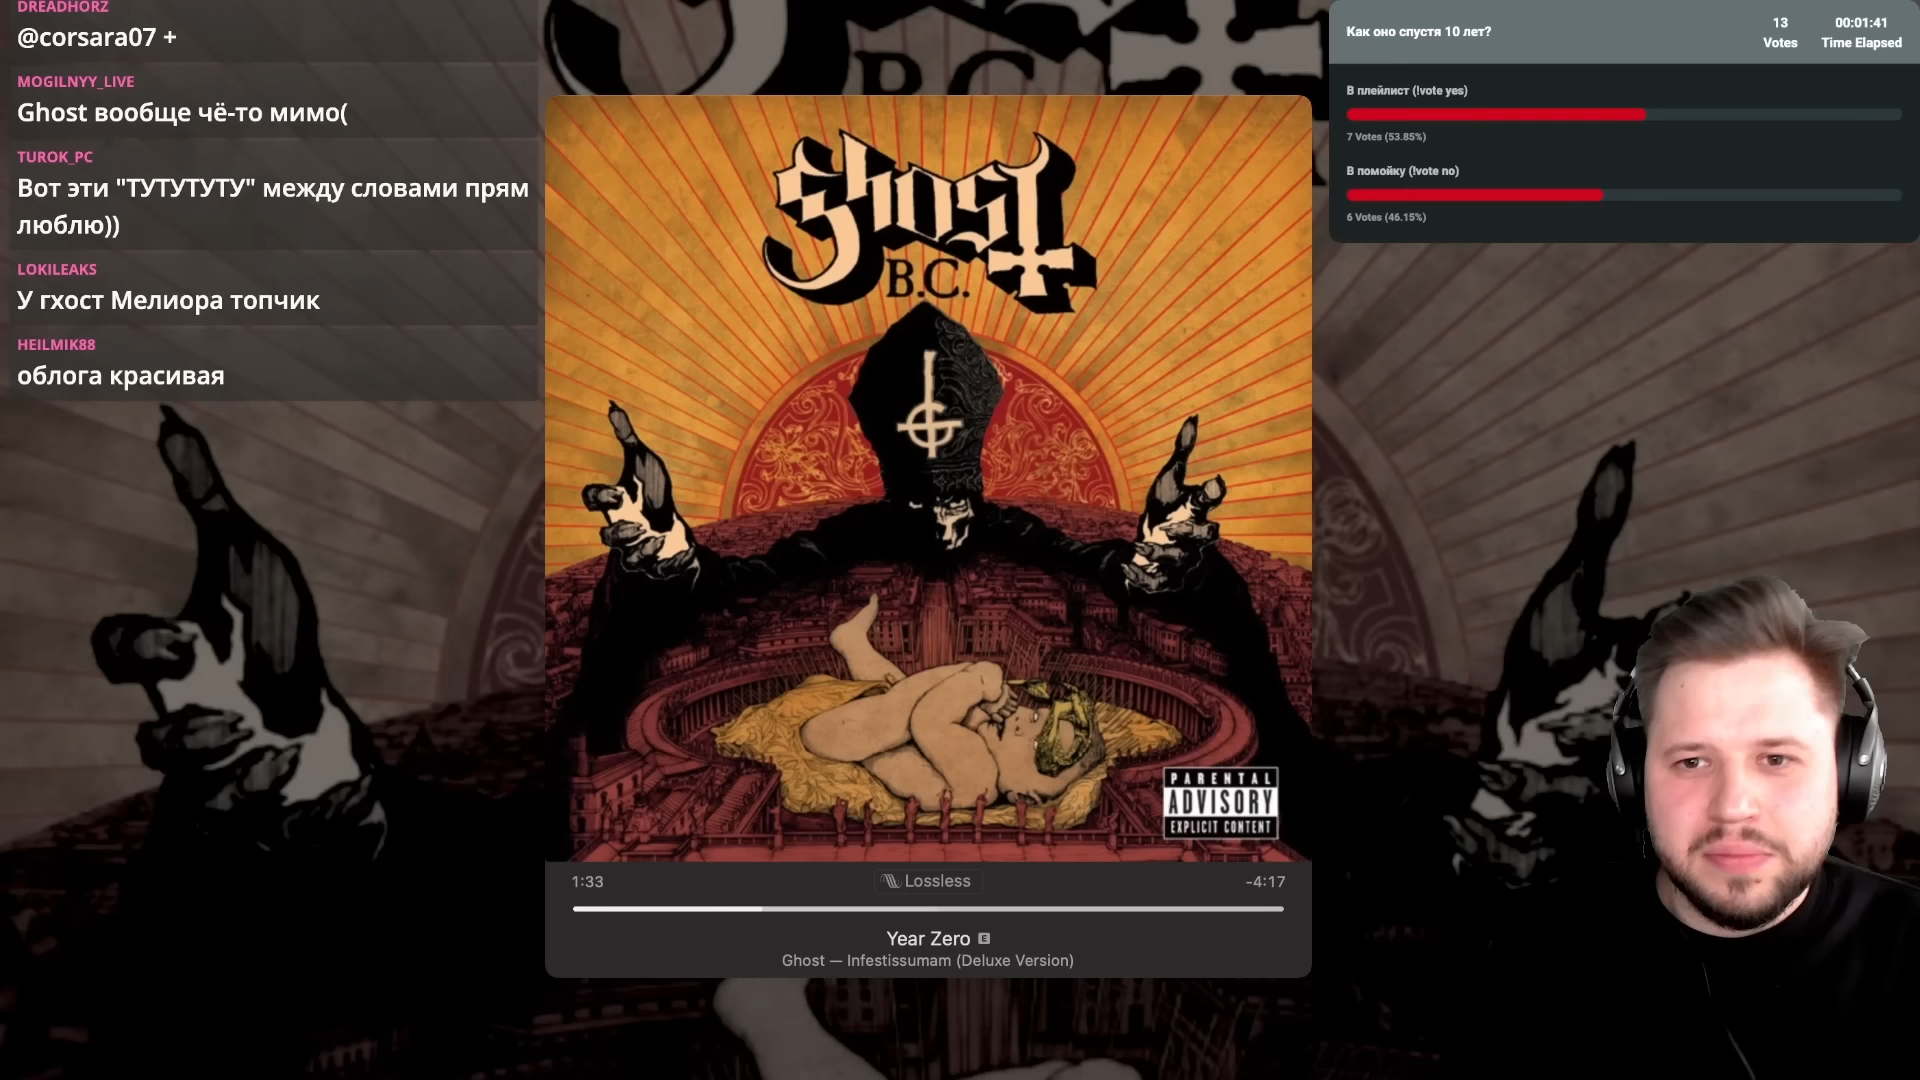 DREADHORZ
@corsara07 +
MOGILNYY_LIVE
Ghost вообще чё-то мимо(
TUROK_PC
Вот эти "ТУТУТУТУ" между словами прям
люблю))
LOKILEAKS
У гхост Мелиора топчик
HEILMIK88
облога красивая
B.C.
Ghost
B.C.
PARENTAL
ADVISORY
EXPLICIT CONTENT
1:33
Lossless
-4:17
Year Zero E
Ghost — Infestissumam (Deluxe Version)
Как оно спустя 10 лет?
13
Votes
00:01:41
Time Elapsed
В плейлист (!vote yes)
7 Votes (53.85%)
В помойку (!vote no)
6 Votes (46.15%)